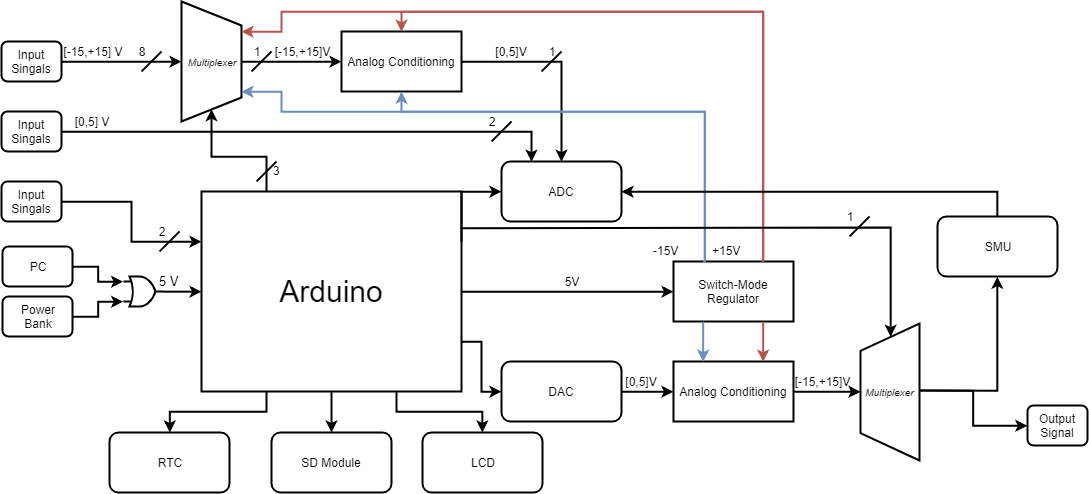 Input
Singals
[-15,+15] V
8
Multiplexer
1
[-15,+15]V
Analog Conditioning
[0,5]V
1
Input
Singals
[0,5] V
2
3
ADC
Input
Singals
2
1
SMU
PC
Power
Bank
5 V
Arduino
5V
-15V
+15V
Switch-Mode
Regulator
DAC
[0,5]V
Analog Conditioning
[-15,+15]V
Multiplexer
Output
Signal
RTC
SD Module
LCD